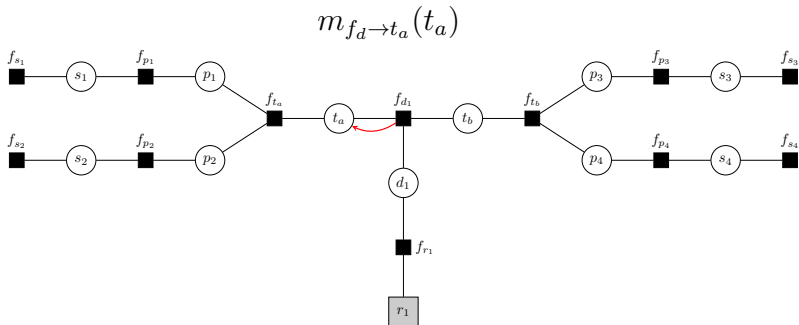 m_{f_d→t_a}(t_a)
f_{s_1} f_{p_1} f_{p_3} f_{s_3}
s_1 p_1 p_3 s_3
f_{t_a} f_{d_1} f_{t_b}
t_a t_b
f_{s_2} f_{p_2} f_{p_4} f_{s_4}
s_2 p_2 p_4 s_4
d_1
f_{r_1}
r_1